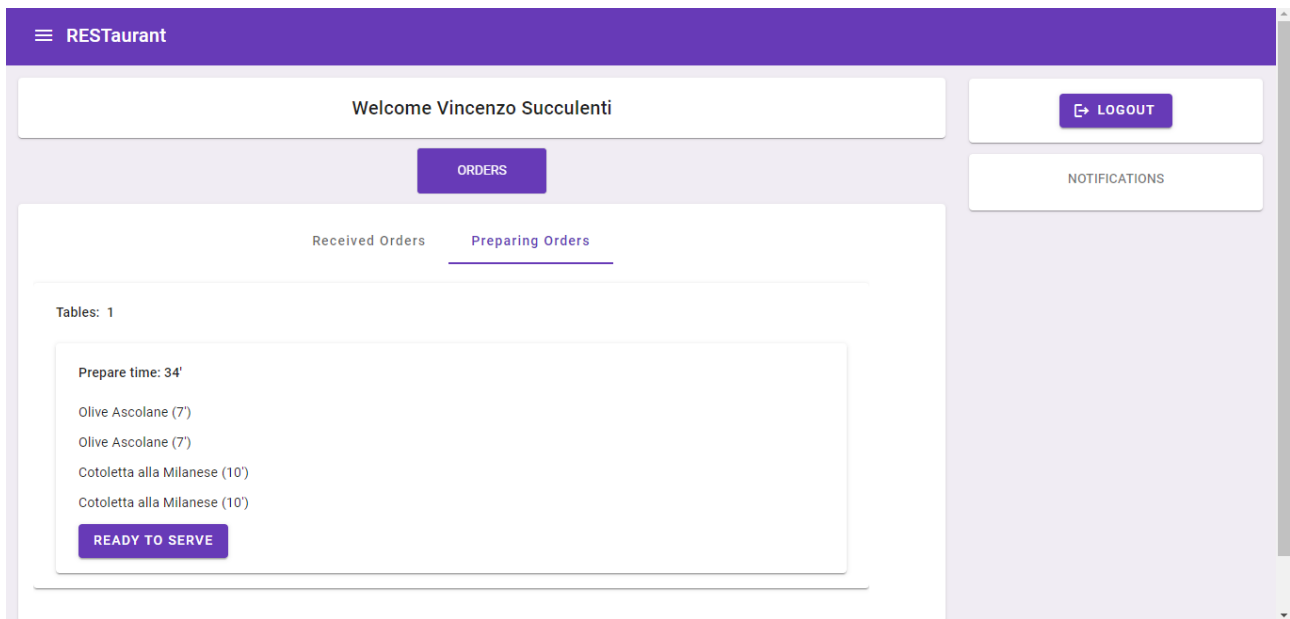 RESTaurant
Welcome Vincenzo Succulenti
LOGOUT
ORDERS
NOTIFICATIONS
Received Orders Preparing Orders
Tables: 1
Prepare time: 34'
Olive Ascolane (7')
Olive Ascolane (7')
Cotoletta alla Milanese (10')
Cotoletta alla Milanese (10')
READY TO SERVE